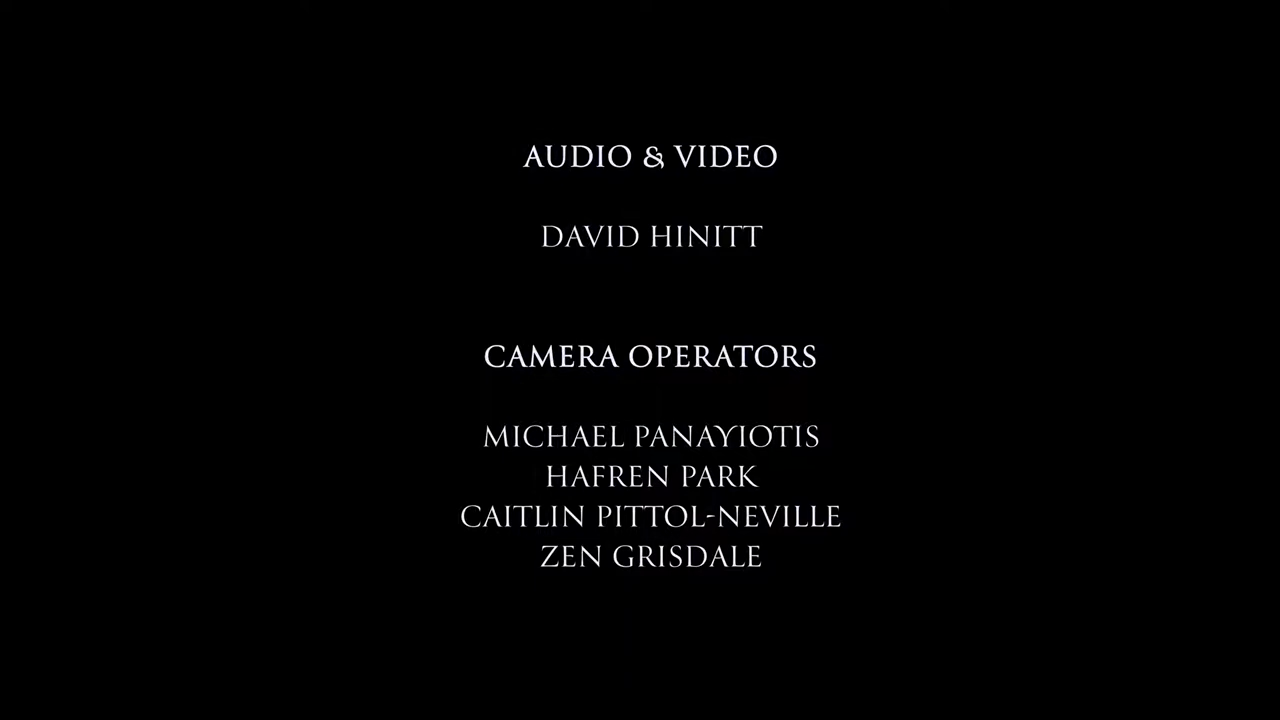 AUDIO & VIDEO
DAVID HINITT
CAMERA OPERATORS
MICHAEL PANAYIOTIS
HAFREN PARK
CAITLIN PITTOL-NEVILLE
ZEN GRISDALE